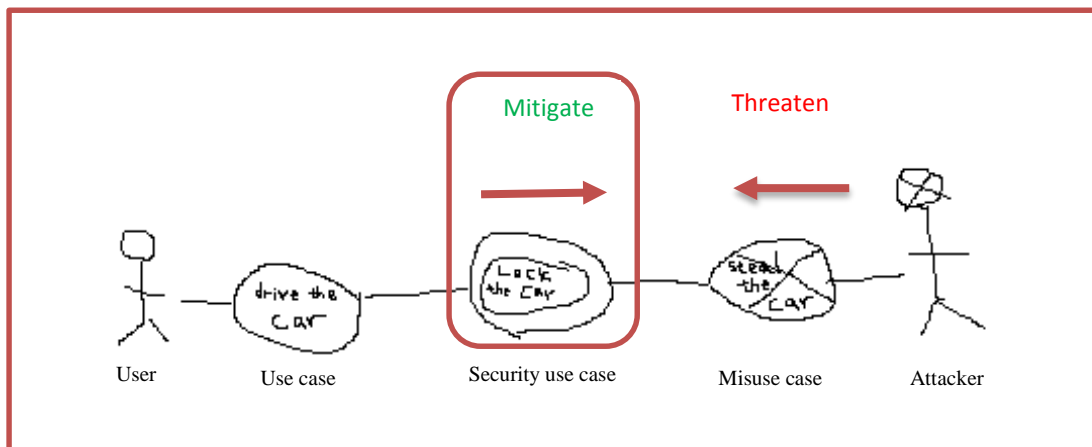 Mitigate
Threaten
drive the
car
Lock
the car
steal
the
car
User
Use case
Security use case
Misuse case
Attacker